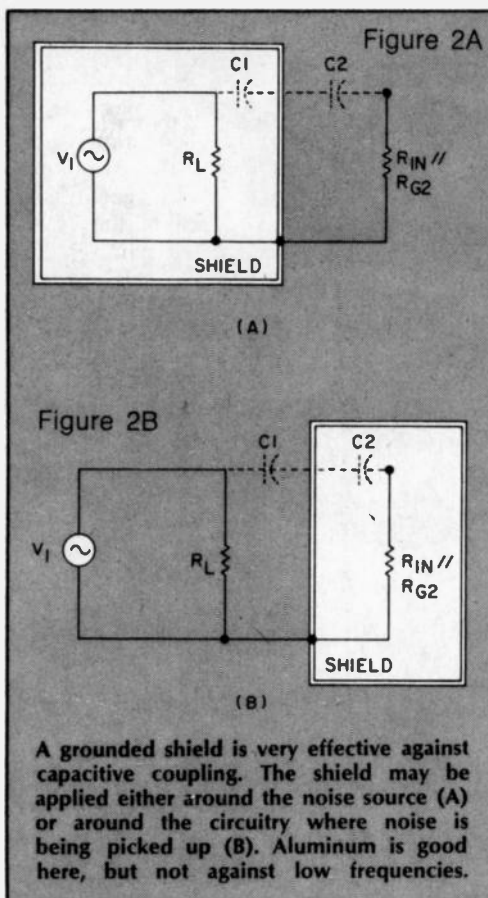 Figure 2A
C1
C2
V1
RL
RIN//
RG2
SHIELD
(A)
Figure 2B
C1
C2
V1
RL
RIN//
RG2
SHIELD
(B)
A grounded shield is very effective against
capacitive coupling. The shield may be
applied either around the noise source (A)
or around the circuitry where noise is
being picked up (B). Aluminum is good
here, but not against low frequencies.